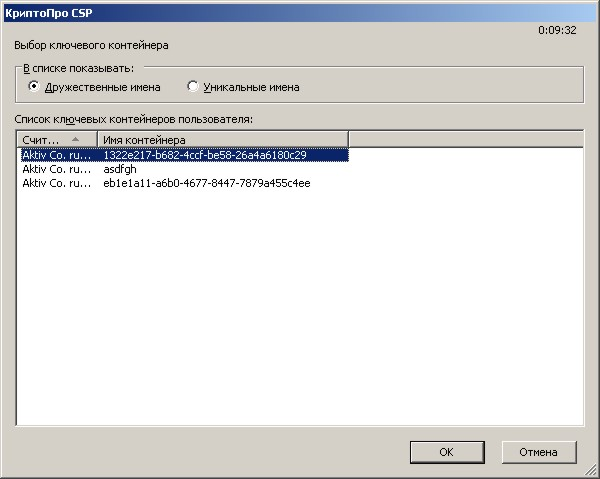 КриптоПро CSP
0:09:32
Выбор ключевого контейнера
В списке показывать:
Дружественные имена Уникальные имена
Список ключевых контейнеров пользователя:
Счит... Имя контейнера
Aktiv Co. ru... 1322e217-b682-4ccf-be58-26a4a6180c29
Aktiv Co. ru... asdfgh
Aktiv Co. ru... eb1e1a11-a6b0-4677-8447-7879a455c4ee
OK Отмена